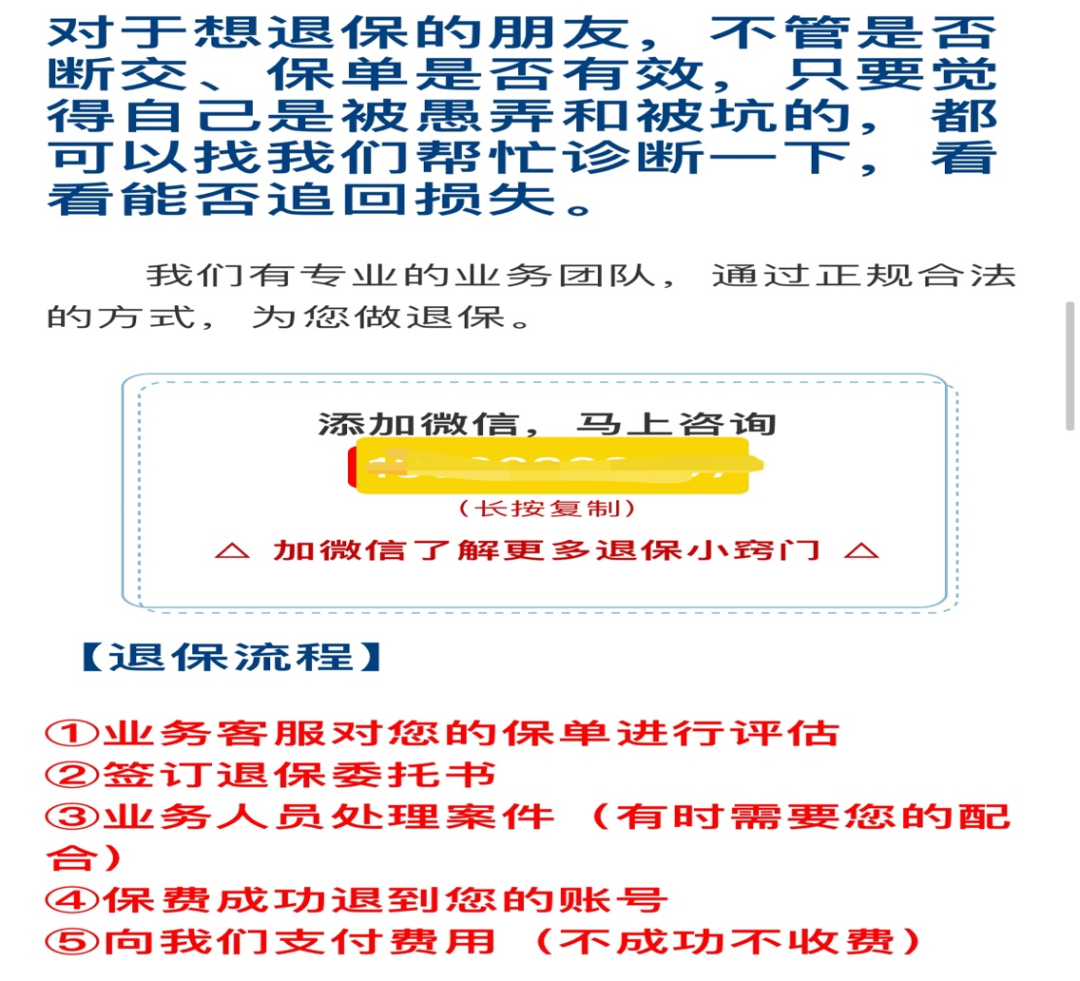 对于想退保的朋友，不管是否
断交、保单是否有效，只要觉
得自己是被愚弄和被坑的，都
可以找我们帮忙诊断一下，看
看能否追回损失。
我们有专业的业务团队，通过正规合法
的方式，为您做退保。
添加微信，马上咨询
（长按复制）
△ 加微信了解更多退保小窍门 △
【退保流程】
①业务客服对您的保单进行评估
②签订退保委托书
③业务人员处理案件（有时需要您的配
合）
④保费成功退到您的账号
⑤向我们支付费用（不成功不收费）